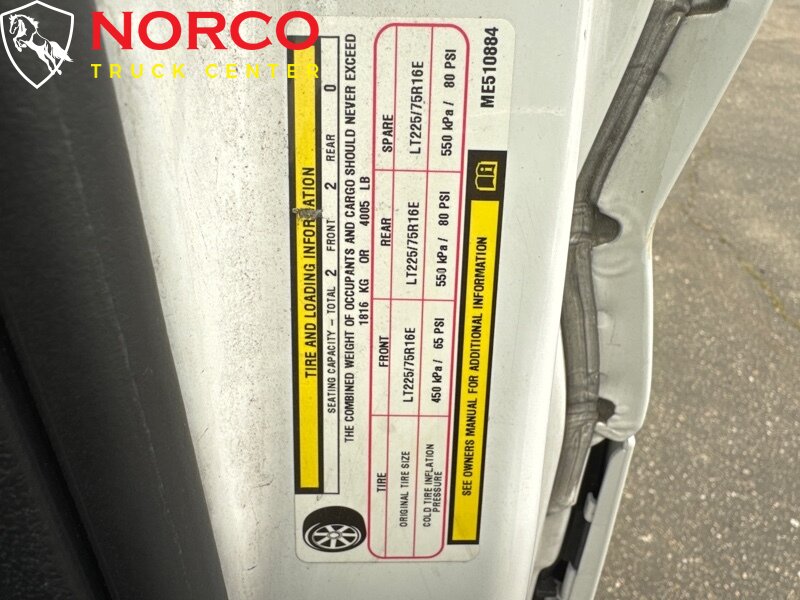 NORCO
TRUCK CENTER
TIRE AND LOADING INFORMATION
SEATING CAPACITY - TOTAL 2 FRONT 2 REAR 0
THE COMBINED WEIGHT OF OCCUPANTS AND CARGO SHOULD NEVER EXCEED
1816 KG OR 4005 LB
TIRE FRONT REAR SPARE
ORIGINAL TIRE SIZE LT225/75R16E LT225/75R16E LT225/75R16E
COLD TIRE INFLATION
PRESSURE 450 kPa/ 65 PSI 550 kPa/ 80 PSI 550 kPa/ 80 PSI
SEE OWNERS MANUAL FOR ADDITIONAL INFORMATION
ME510884